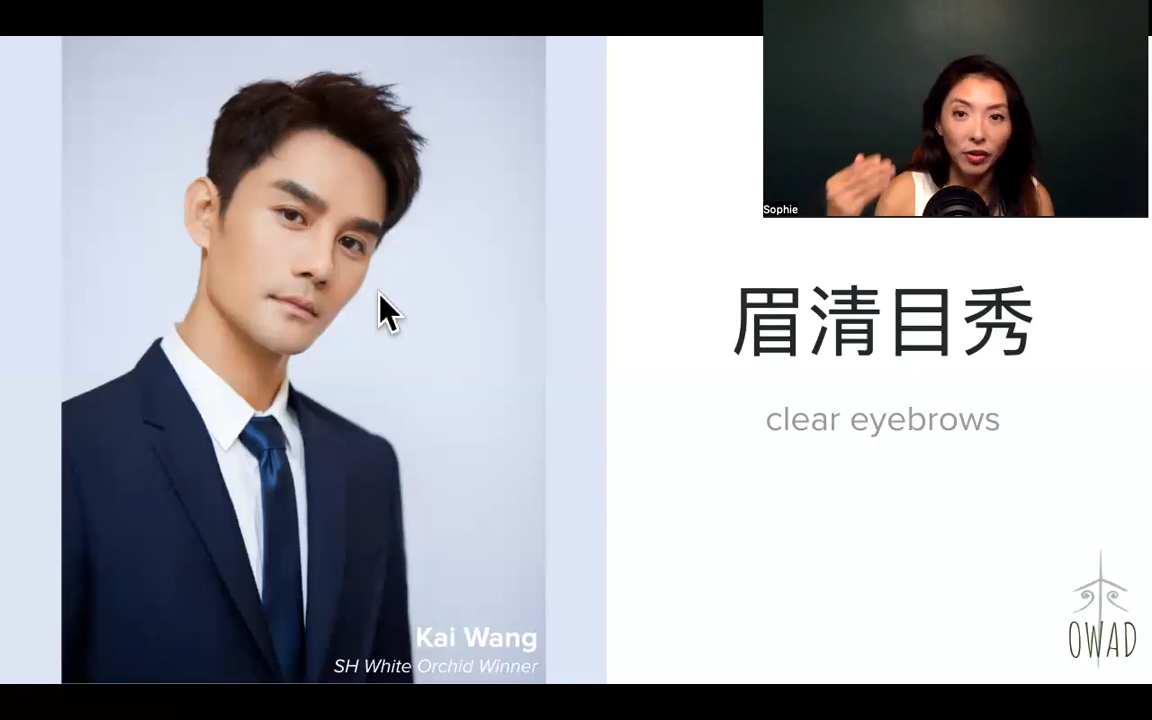 Sophie
眉清目秀
clear eyebrows
Kai Wang
SH White Orchid Winner
OWAD